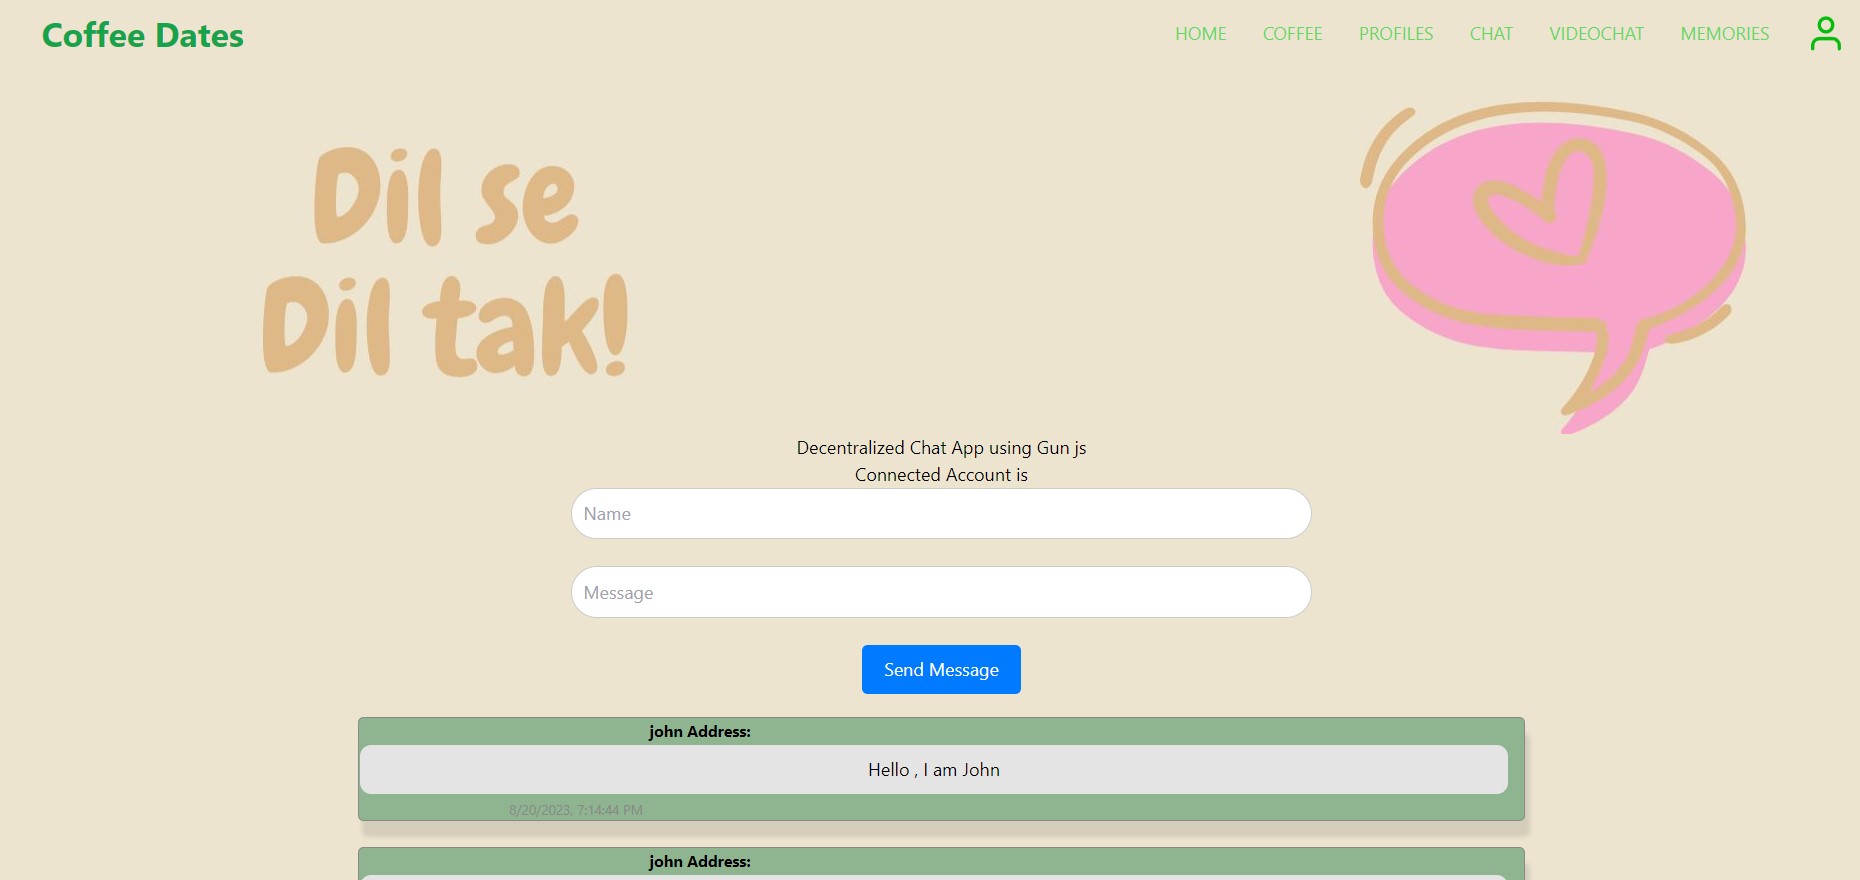 Coffee Dates
HOME COFFEE PROFILES CHAT VIDEOCHAT MEMORIES
Dil se
Dil tak!
Decentralized Chat App using Gun js
Connected Account is
Name
Message
Send Message
john Address:
Hello , I am John
8/20/2023, 7:14:44 PM
john Address: